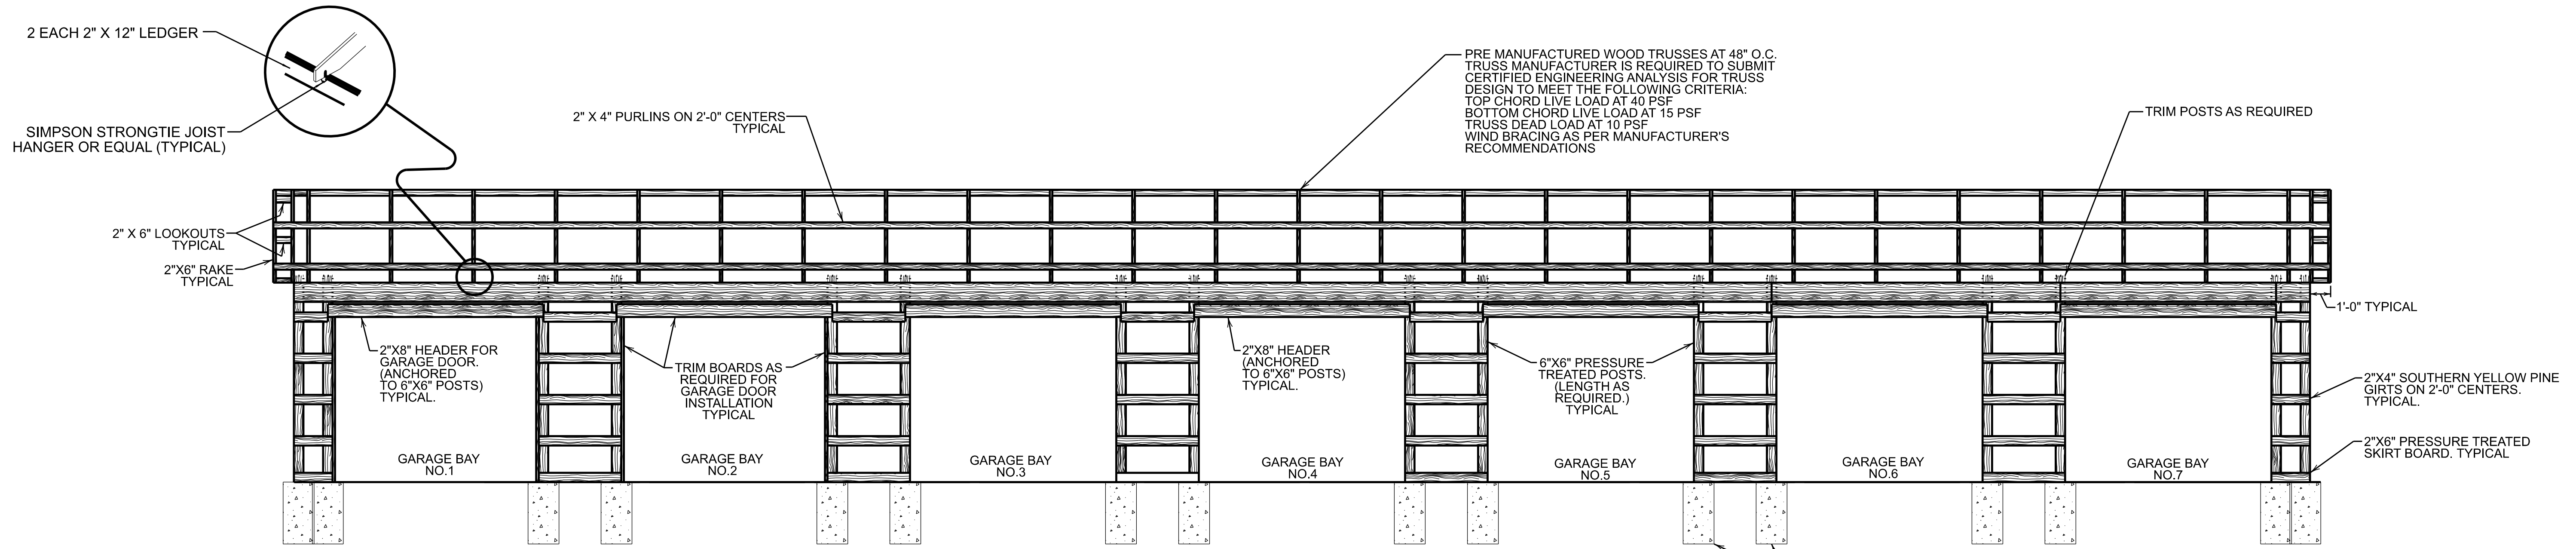 2 EACH 2" X 12" LEDGER
SIMPSON STRONGTIE JOIST
HANGER OR EQUAL (TYPICAL)
2" X 4" PURLINS ON 2'-0" CENTERS
TYPICAL
PRE MANUFACTURED WOOD TRUSSES AT 48" O.C.
TRUSS MANUFACTURER IS REQUIRED TO SUBMIT
CERTIFIED ENGINEERING ANALYSIS FOR TRUSS
DESIGN TO MEET THE FOLLOWING CRITERIA:
TOP CHORD LIVE LOAD AT 40 PSF
BOTTOM CHORD LIVE LOAD AT 15 PSF
TRUSS DEAD LOAD AT 10 PSF
WIND BRACING AS PER MANUFACTURER'S
RECOMMENDATIONS
TRIM POSTS AS REQUIRED
2" X 6" LOOKOUTS
TYPICAL
2"X6" RAKE
TYPICAL
1'-0" TYPICAL
2"X8" HEADER FOR
GARAGE DOOR.
(ANCHORED
TO 6"X6" POSTS)
TYPICAL.
TRIM BOARDS AS
REQUIRED FOR
GARAGE DOOR
INSTALLATION
TYPICAL
2"X8" HEADER
(ANCHORED
TO 6"X6" POSTS)
TYPICAL.
6"X6" PRESSURE
TREATED POSTS.
(LENGTH AS
REQUIRED.)
TYPICAL
2"X4" SOUTHERN YELLOW PINE
GIRTS ON 2'-0" CENTERS.
TYPICAL.
2"X6" PRESSURE TREATED
SKIRT BOARD. TYPICAL
GARAGE BAY
NO.1
GARAGE BAY
NO.2
GARAGE BAY
NO.3
GARAGE BAY
NO.4
GARAGE BAY
NO.5
GARAGE BAY
NO.6
GARAGE BAY
NO.7